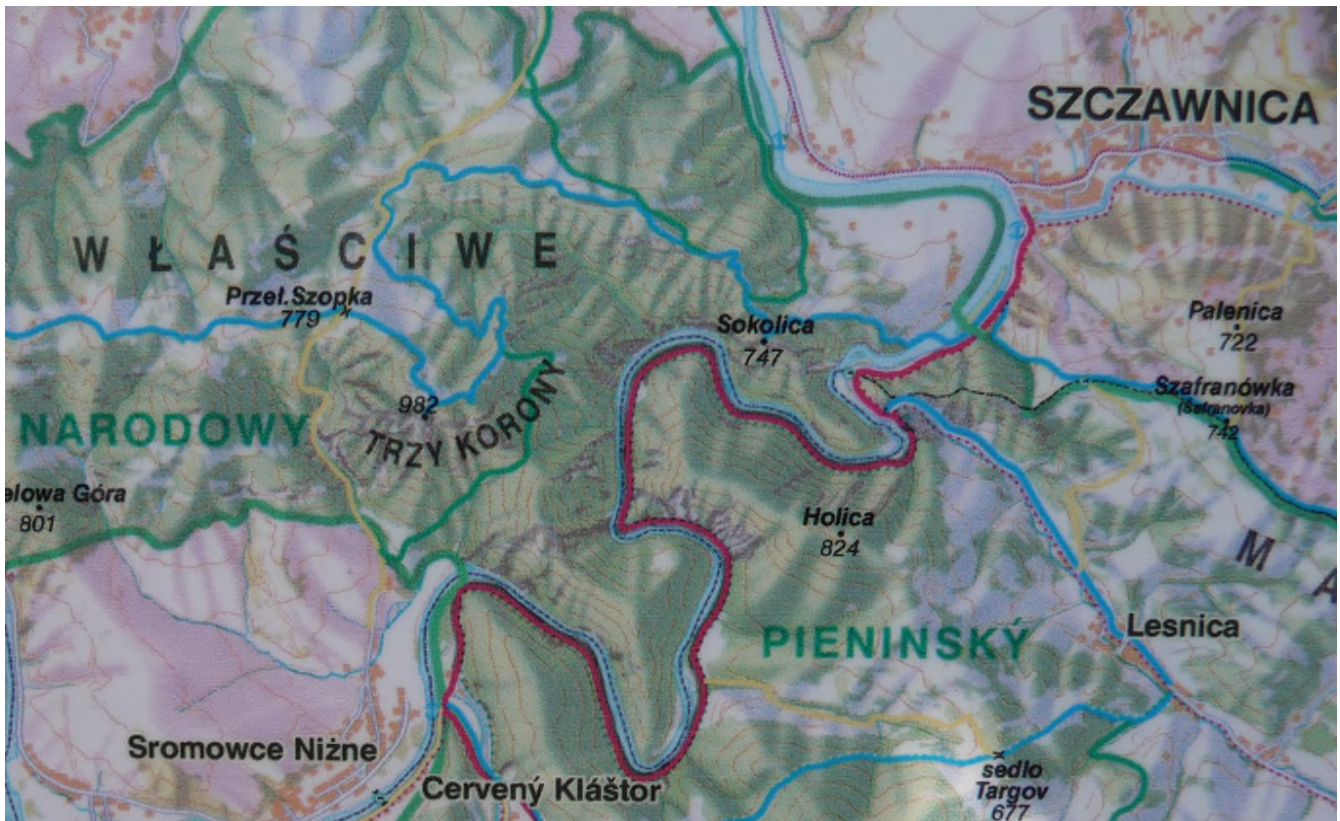 SZCZAWNICA
WŁAŚCIWE
Przeł.Szopka
779
Sokolica
747
Palenica
722
Szafranówka
(Šafranovka)
742
982
TRZY KORONY
NARODOWY
elowa Góra
801
Holica
824
M A
PIENINSKÝ
Lesnica
Sromowce Niżne
Cervený Kláštor
sedlo
Targov
677